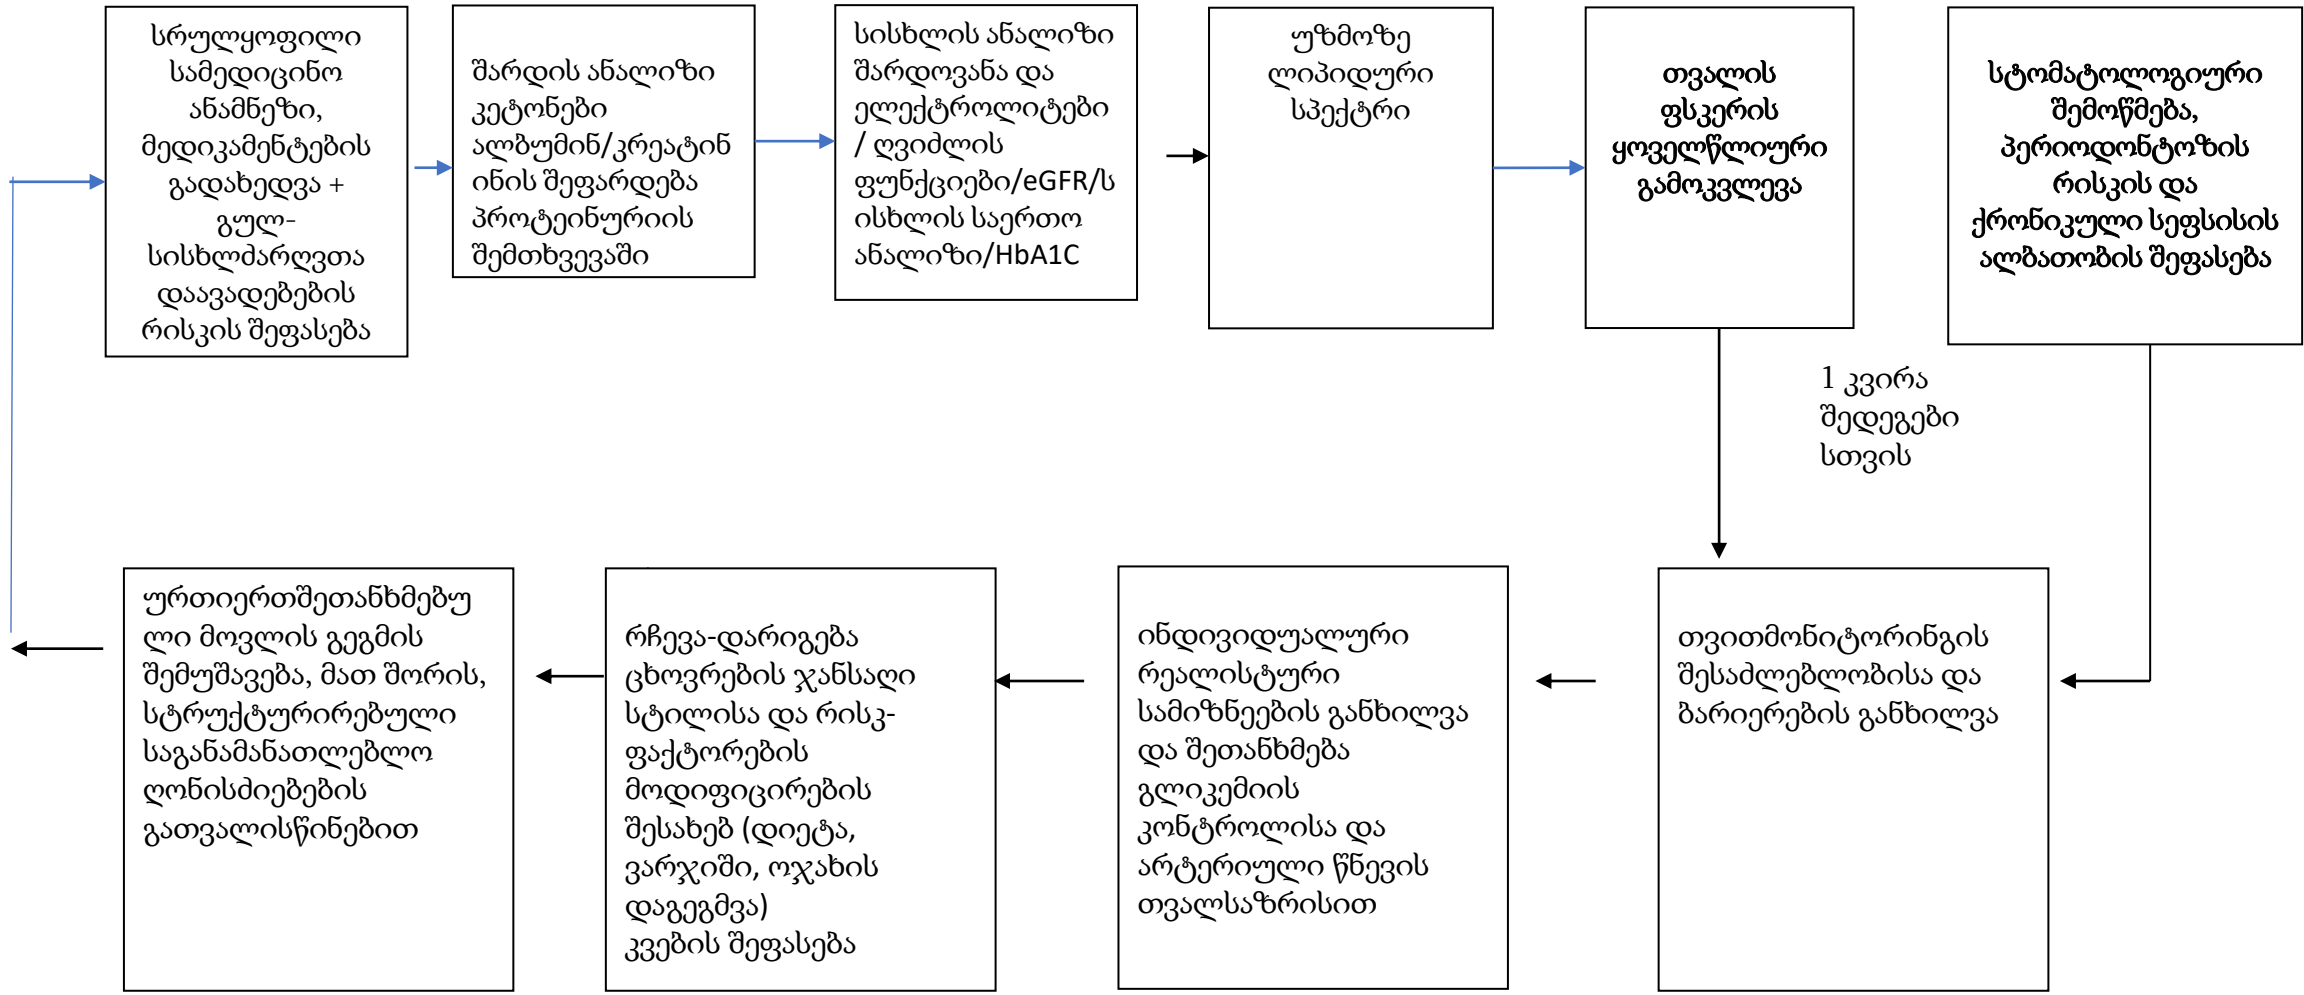 სრულყოფილი
სამედიცინო
ანამნეზი,
მედიკამენტების
გადახედვა +
გულ-
სისხლძარღვთა
დაავადებების
რისკის შეფასება
შარდის ანალიზი
კეტონები
ალბუმინ/კრეატინ
ინის შეფარდება
პროტეინურიის
შემთხვევაში
სისხლის ანალიზი
შარდოვანა და
ელექტროლიტები
/ ღვიძლის
ფუნქციები/eGFR/ს
ისხლის საერთო
ანალიზი/HbA1C
უზმოზე
ლიპიდური
სპექტრი
თვალის
ფსკერის
ყოველწლიური
გამოკვლევა
სტომატოლოგიური
შემოწმება,
პერიოდონტოზის
რისკის და
ქრონიკული სეფსისის
ალბათობის შეფასება
1 კვირა
შედეგები
სთვის
ურთიერთშეთანხმებუ
ლი მოვლის გეგმის
შემუშავება, მათ შორის,
სტრუქტურირებული
საგანამანათლებლო
ღონისძიებების
გათვალისწინებით
რჩევა-დარიგება
ცხოვრების ჯანსაღი
სტილისა და რისკ-
ფაქტორების
მოდიფიცირების
შესახებ (დიეტა,
ვარჯიში, ოჯახის
დაგეგმვა)
კვების შეფასება
ინდივიდუალური
რეალისტური
სამიზნეების განხილვა
და შეთანხმება
გლიკემიის
კონტროლისა და
არტერიული წნევის
თვალსაზრისით
თვითმონიტორინგის
შესაძლებლობისა და
ბარიერების განხილვა